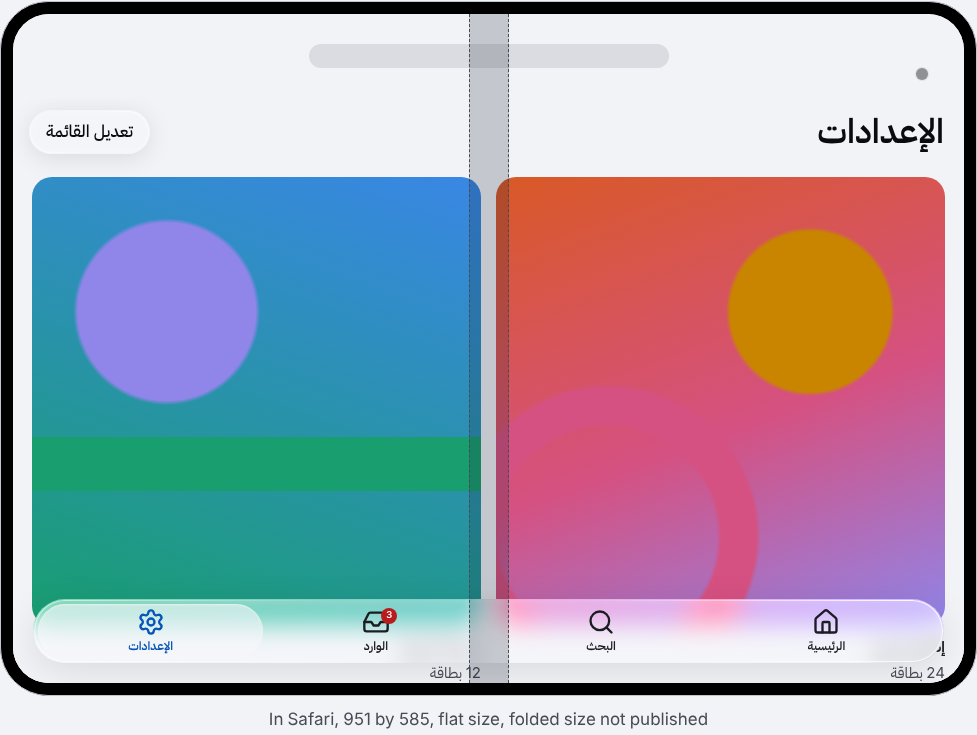 الإعدادات
تعديل القائمة
الرئيسية
البحث
3
الوارد
الإعدادات
24 بطاقة
12 بطاقة
In Safari, 951 by 585, flat size, folded size not published